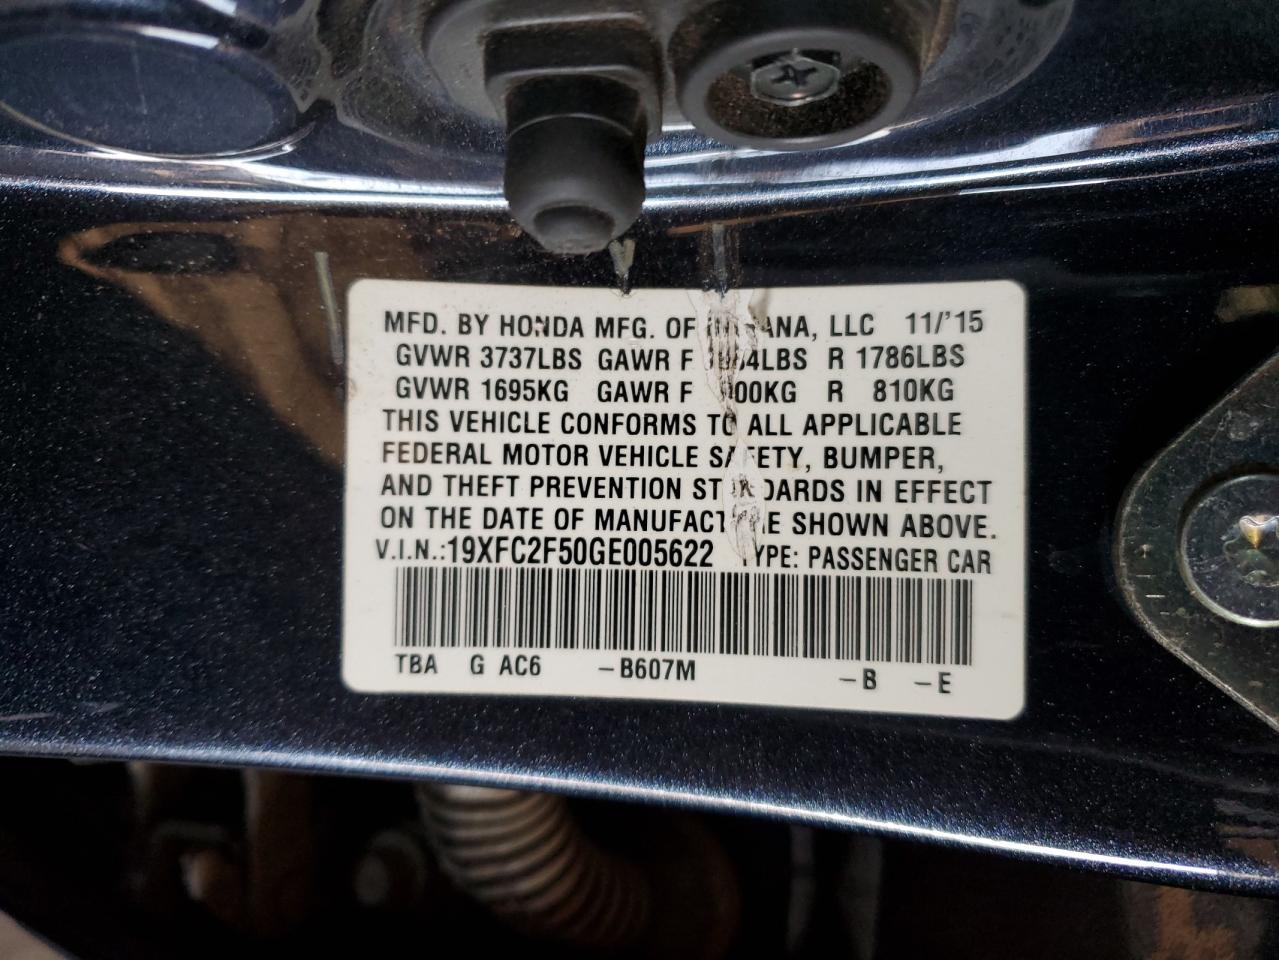 MFD. BY HONDA MFG. OF LLC 11/'15
GVWR 3737LBS GAWR F R 1786LBS
GVWR 1695KG GAWR F R 810KG
THIS VEHICLE CONFORMS TO ALL APPLICABLE
FEDERAL MOTOR VEHICLE SAFETY, BUMPER,
AND THEFT PREVENTION STANDARDS IN EFFECT
ON THE DATE OF MANUFACTURE SHOWN ABOVE.
V.I.N.:19XFC2F50GE005622 TYPE: PASSENGER CAR
TBA G AC6 -B607M -B -E